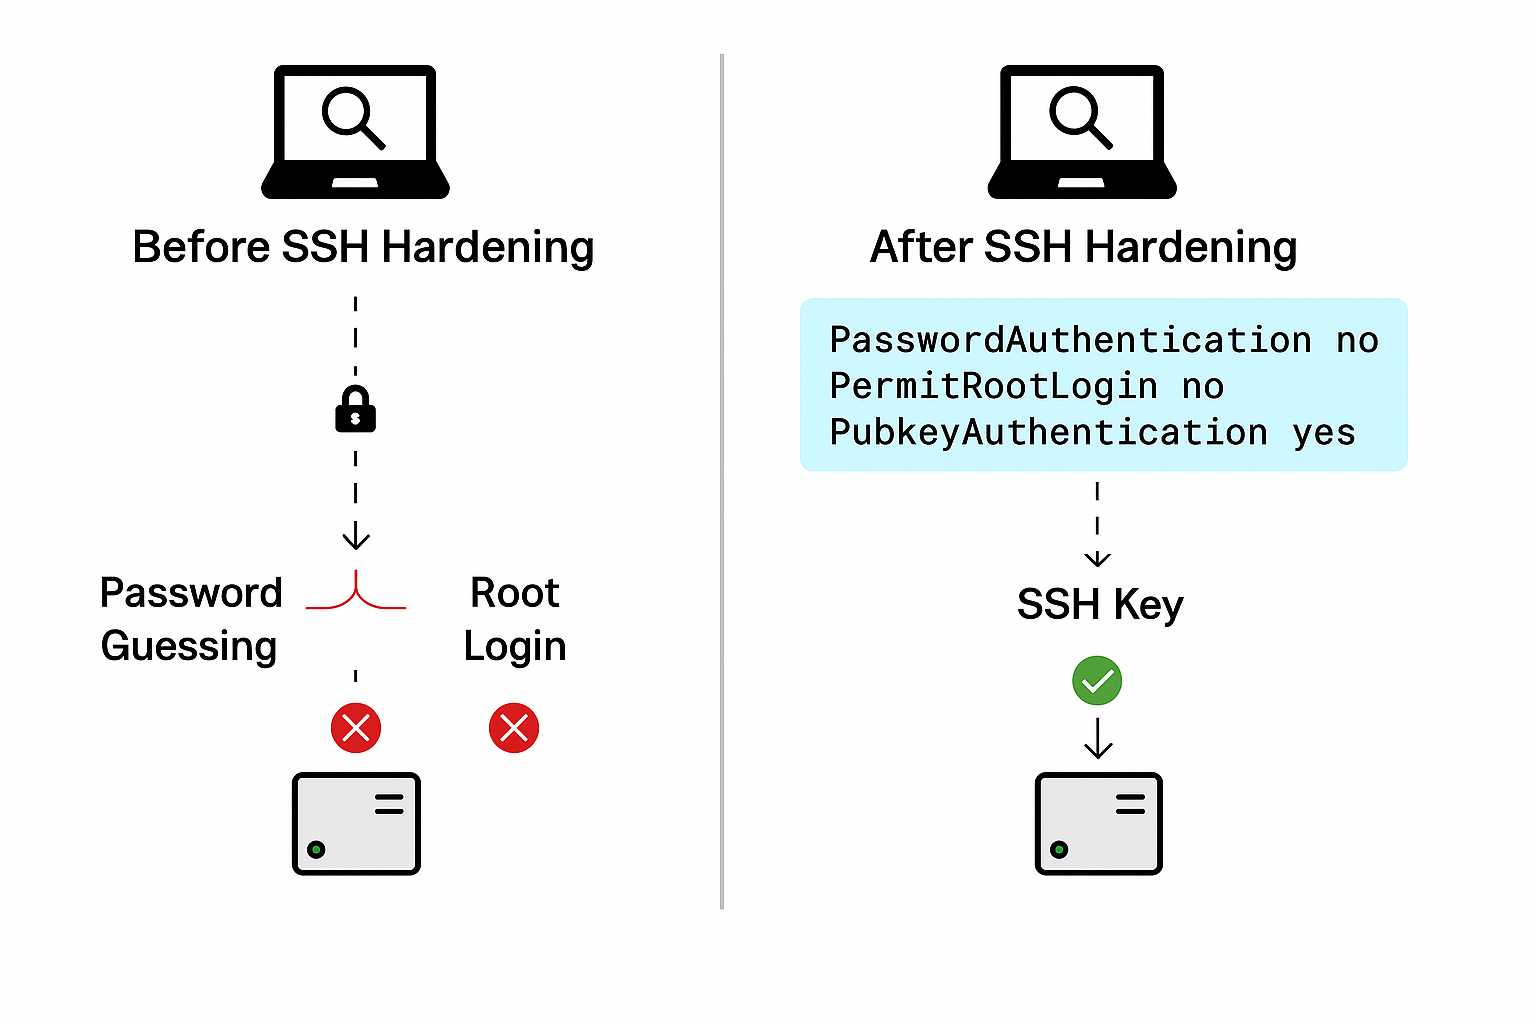 Before SSH Hardening
Password
Guessing
Root
Login
After SSH Hardening
PasswordAuthentication no
PermitRootLogin no
PubkeyAuthentication yes
SSH Key